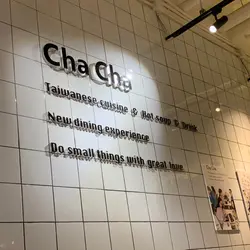 Cha Cha
Taiwanese cuisine & Hot soup & Drink
New dining experience
Do small things with great love